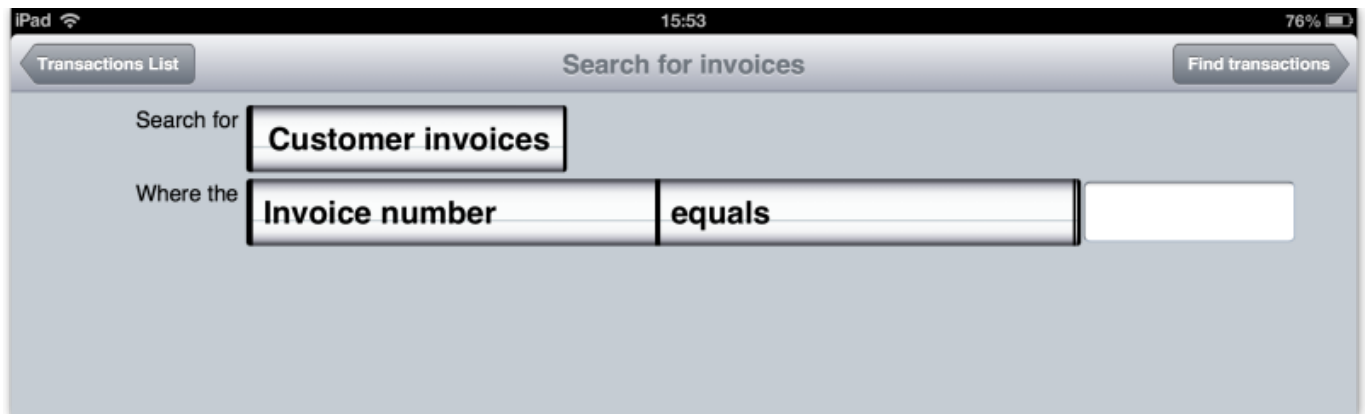 iPad 15:53 76%
Transactions List Search for invoices Find transactions
Search for Customer invoices
Where the Invoice number equals